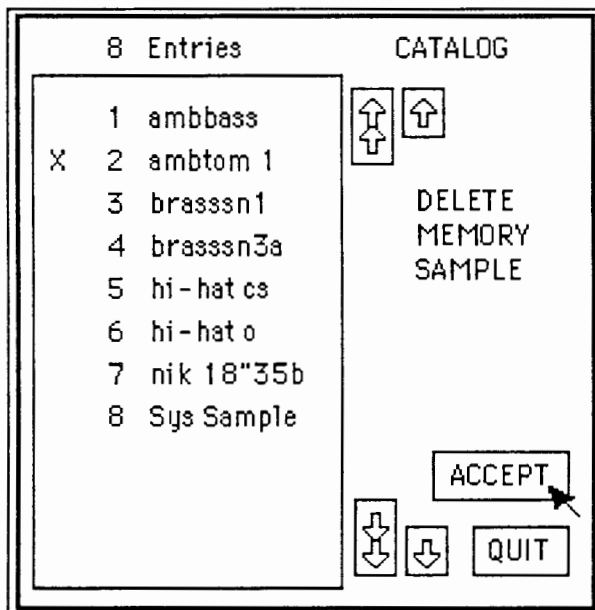 8 Entries
CATALOG
1 ambbass
X 2 ambtom 1
3 brasssn1
4 brasssn3a
5 hi-hat cs
6 hi-hat o
7 nik 18"35b
8 Sys Sample
DELETE
MEMORY
SAMPLE
ACCEPT
QUIT